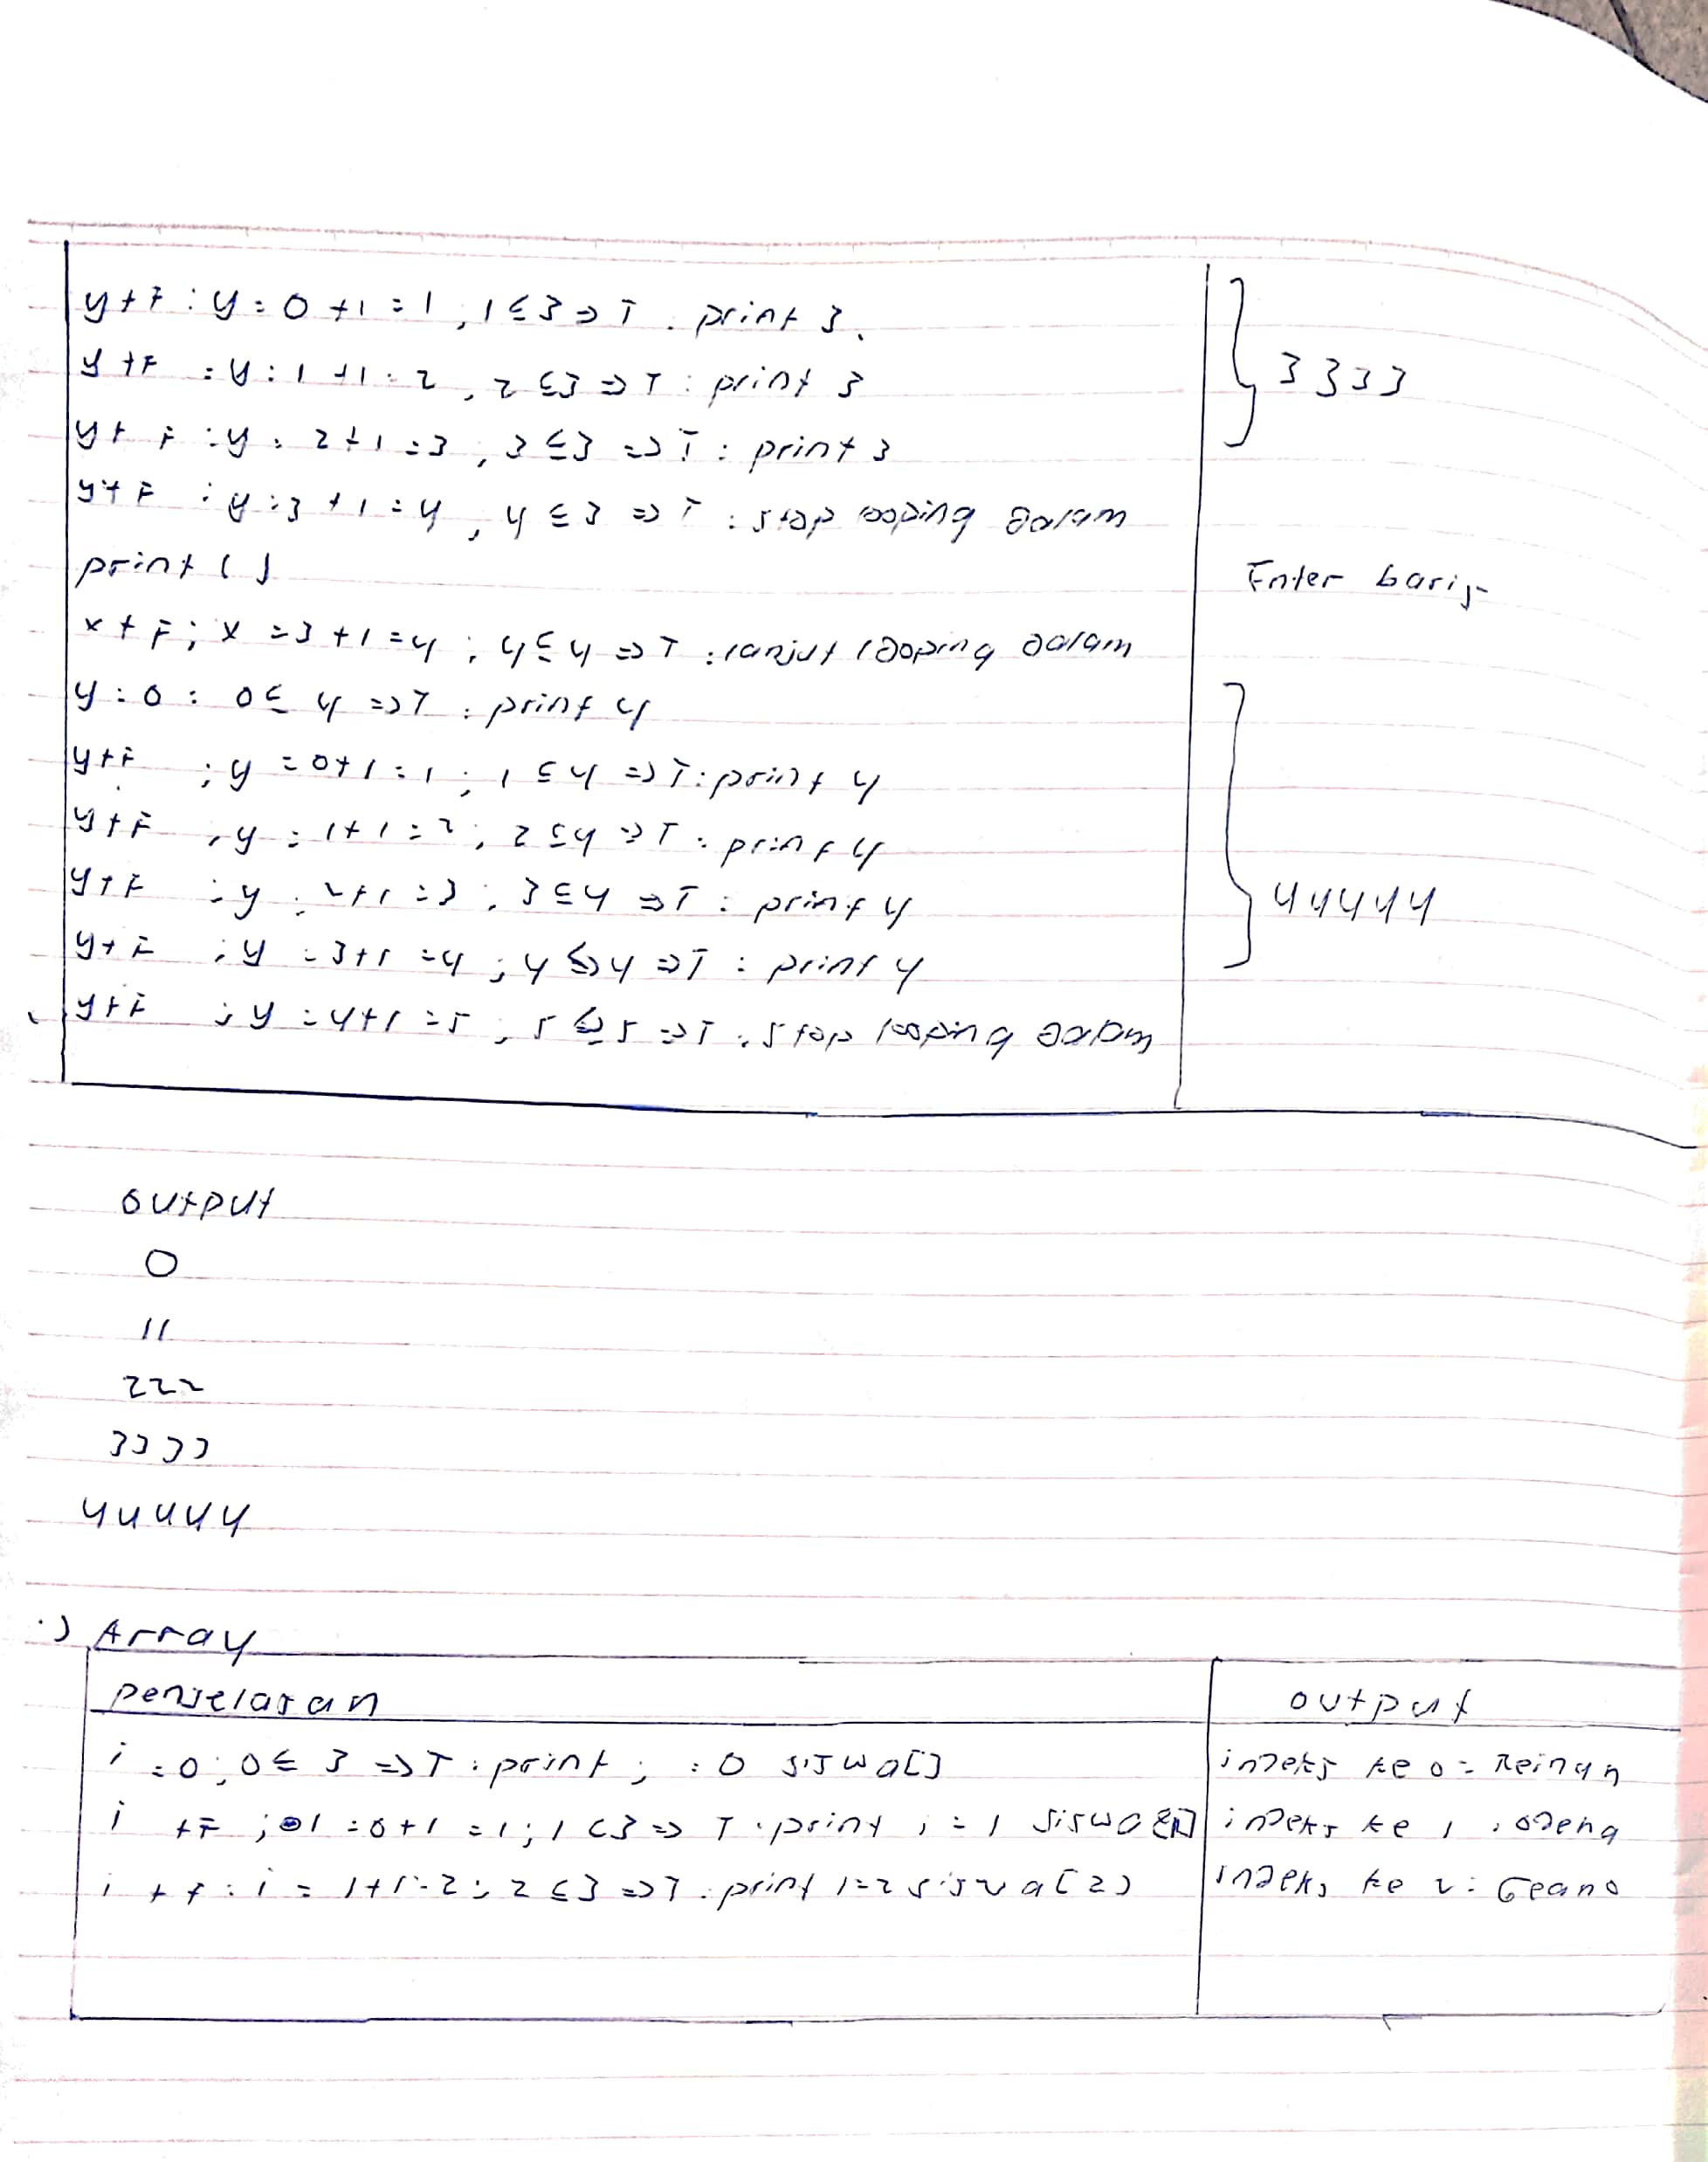 y++ : y = 0 +1 = 1 , 1 ≤ 3 => T : print 3. 
y ++ : y : 1 +1 = 2 , 2 ≤ 3 => T : print 3
y++ : y = 2+1 = 3 , 3 ≤ 3 => T : print 3
3333
y++ : y = 3 +1 = 4 , 4 ≤ 3 => T : stop looping dalam
print ( )
Enter baris
x++ ; x = 3 +1 = 4 ; 4 ≤ 4 => T : lanjut looping dalam
y = 0 : 0 ≤ 4 => T : print 4
y++ ; y = 0+1 = 1 ; 1 ≤ 4 => T : print 4
y++ ; y = 1+1 = 2 ; 2 ≤ 4 => T : print 4
y++ ; y = 2+1 = 3 ; 3 ≤ 4 => T : print 4
44444
y++ ; y = 3+1 = 4 ; 4 ≤ 4 => T : print 4
y++ ; y = 4+1 = 5 ; 5 ≤ 5 => T : stop looping dalam
output
0
11
222
3333
44444
.) Array
penjelasan output
i = 0 ; 0 ≤ 3 => T : print i = 0 siswa[] indeks ke 0 = Reinan
i ++ ; 1 = 0+1 = 1 ; 1 < 3 => T : print i = 1 siswa[1] indeks ke 1 :
i ++ : i = 1+1 = 2 ; 2 ≤ 3 => T : print i=2 siswa[2] indeks ke 2 : Geano